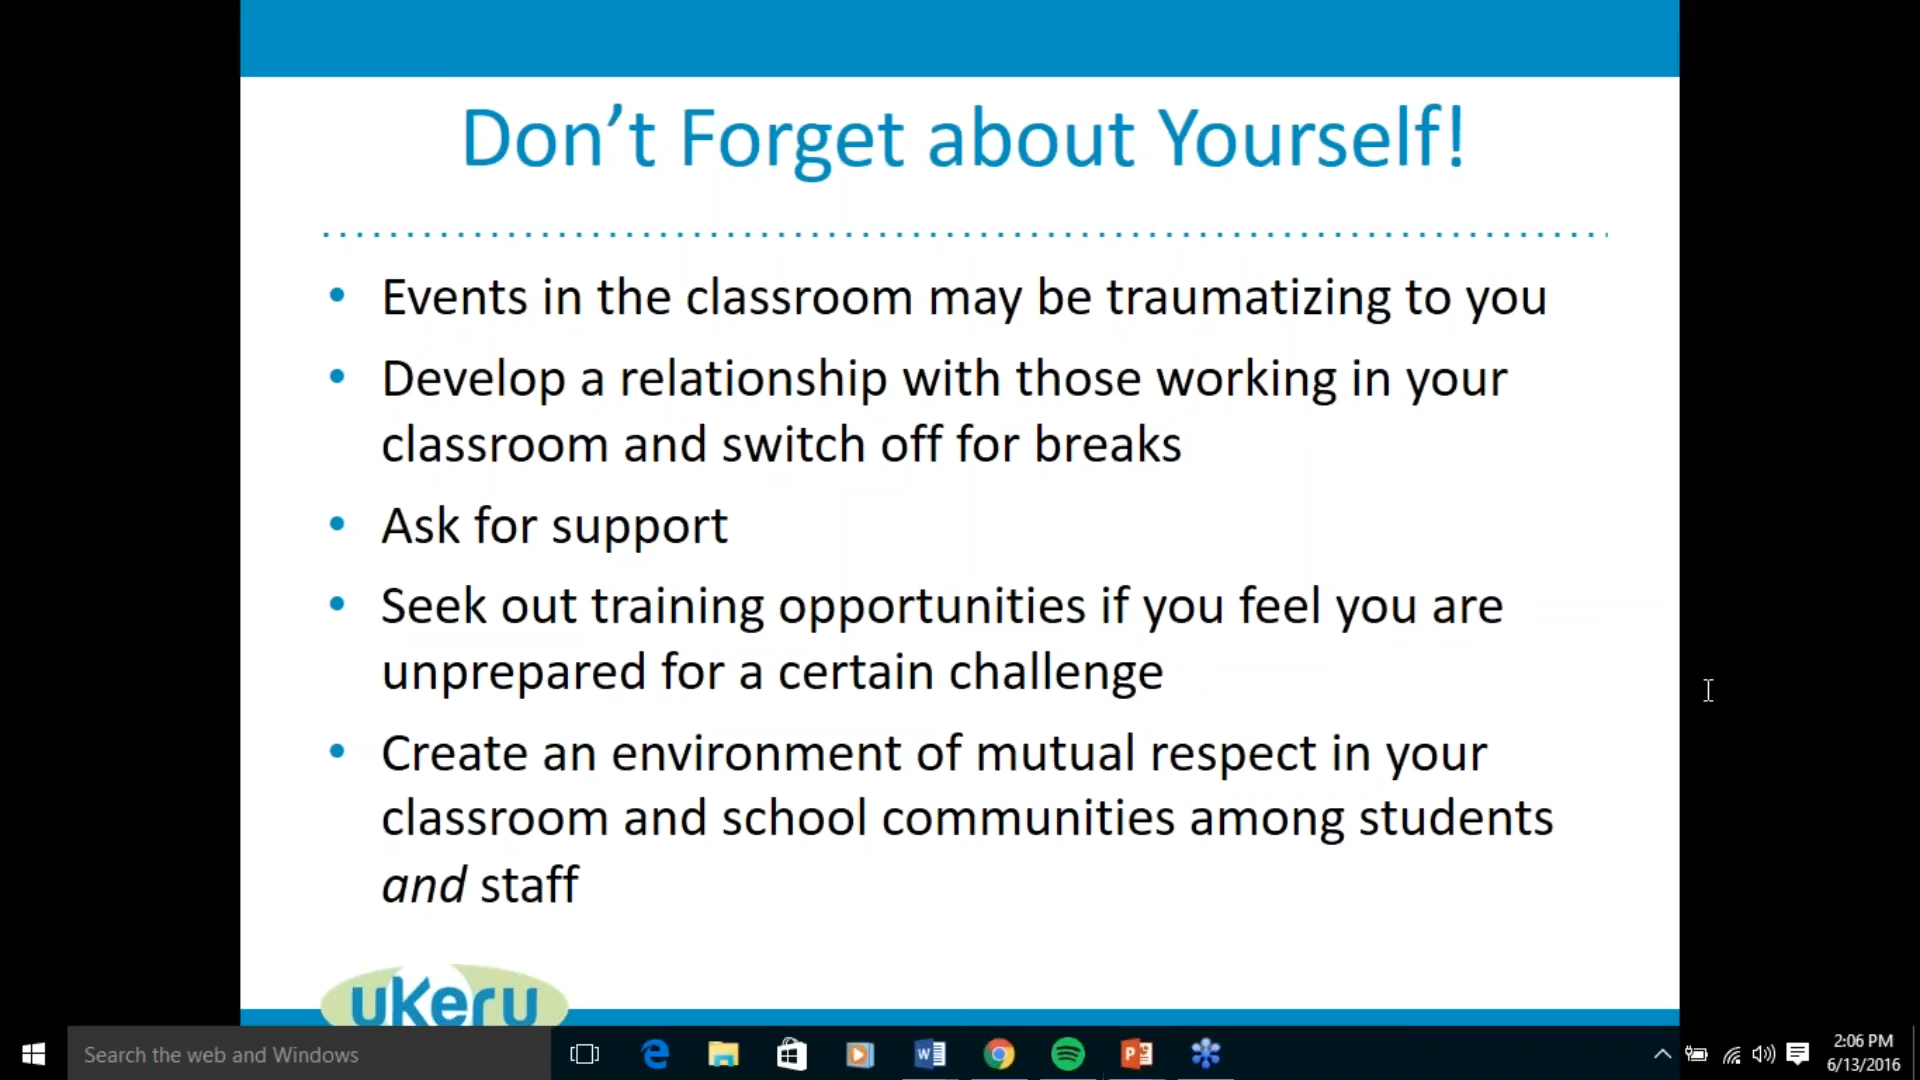 Don’t Forget about Yourself!
• Events in the classroom may be traumatizing to you
• Develop a relationship with those working in your
classroom and switch off for breaks
• Ask for support
• Seek out training opportunities if you feel you are
unprepared for a certain challenge
• Create an environment of mutual respect in your
classroom and school communities among students
and staff
ukeru
Search the web and Windows
2:06 PM
6/13/2016